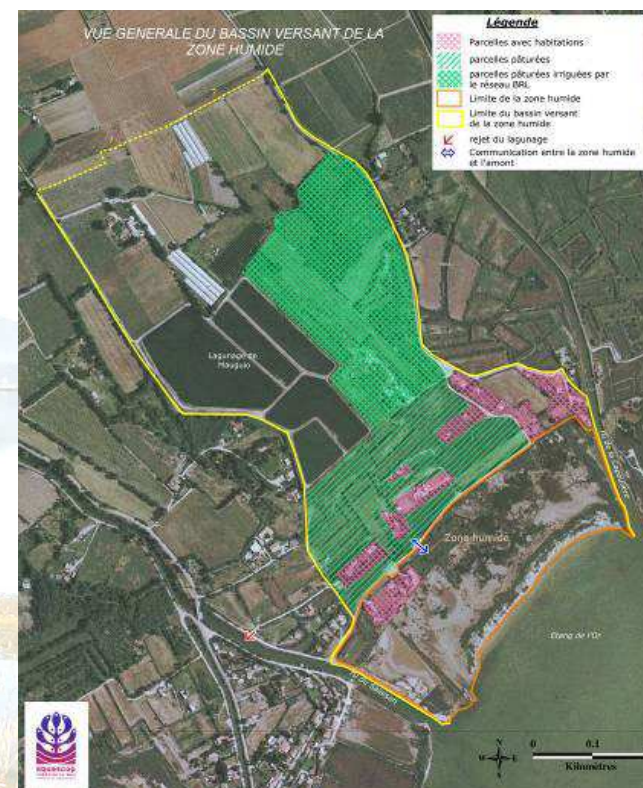 VUE GENERALE DU BASSIN VERSANT DE LA
ZONE HUMIDE
Légende
Parcelles avec habitations
parcelles pâturées
parcelles pâturées irriguées par
le réseau BRL
Limite de la zone humide
Limite du bassin versant
de la zone humide
rejet du lagunage
Communication entre la zone humide
et l'amont
Lagunage de
Mauguio
Zone humide
Etang de l'Or
N
W E
S
0 0.1
Kilomètres